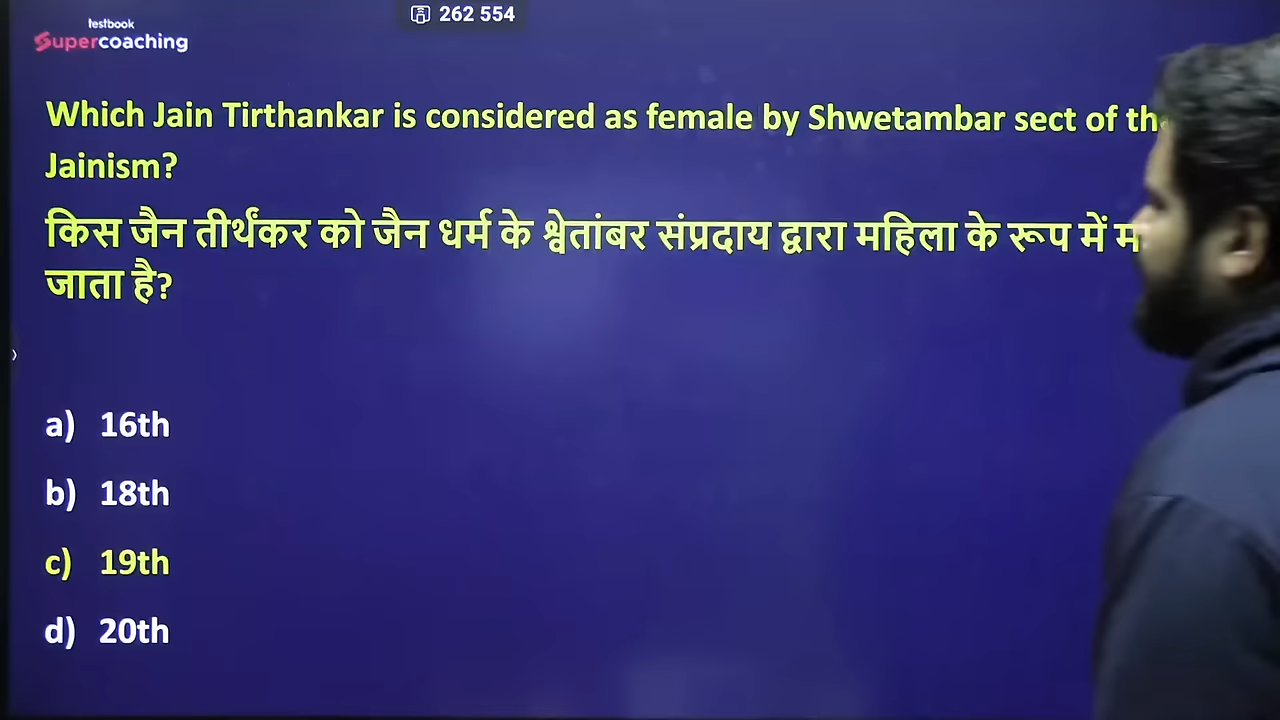 testbook
262 554
Supercoaching
Which Jain Tirthankar is considered as female by Shwetambar sect of
Jainism?
किस जैन तीर्थंकर को जैन धर्म के श्वेतांबर संप्रदाय द्वारा महिला के रूप में
जाता है?
a) 16th
b) 18th
c) 19th
d) 20th